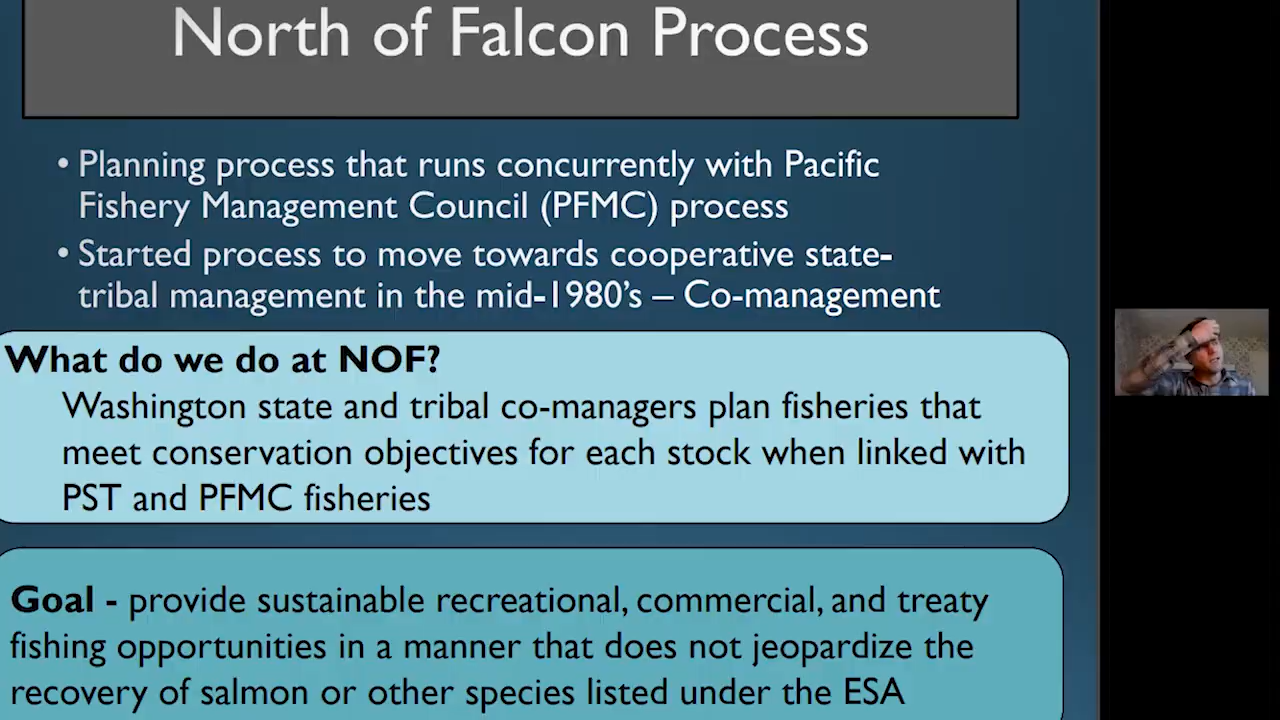 North of Falcon Process
• Planning process that runs concurrently with Pacific
Fishery Management Council (PFMC) process
• Started process to move towards cooperative state-
tribal management in the mid-1980's – Co-management
What do we do at NOF?
Washington state and tribal co-managers plan fisheries that
meet conservation objectives for each stock when linked with
PST and PFMC fisheries
Goal - provide sustainable recreational, commercial, and treaty
fishing opportunities in a manner that does not jeopardize the
recovery of salmon or other species listed under the ESA